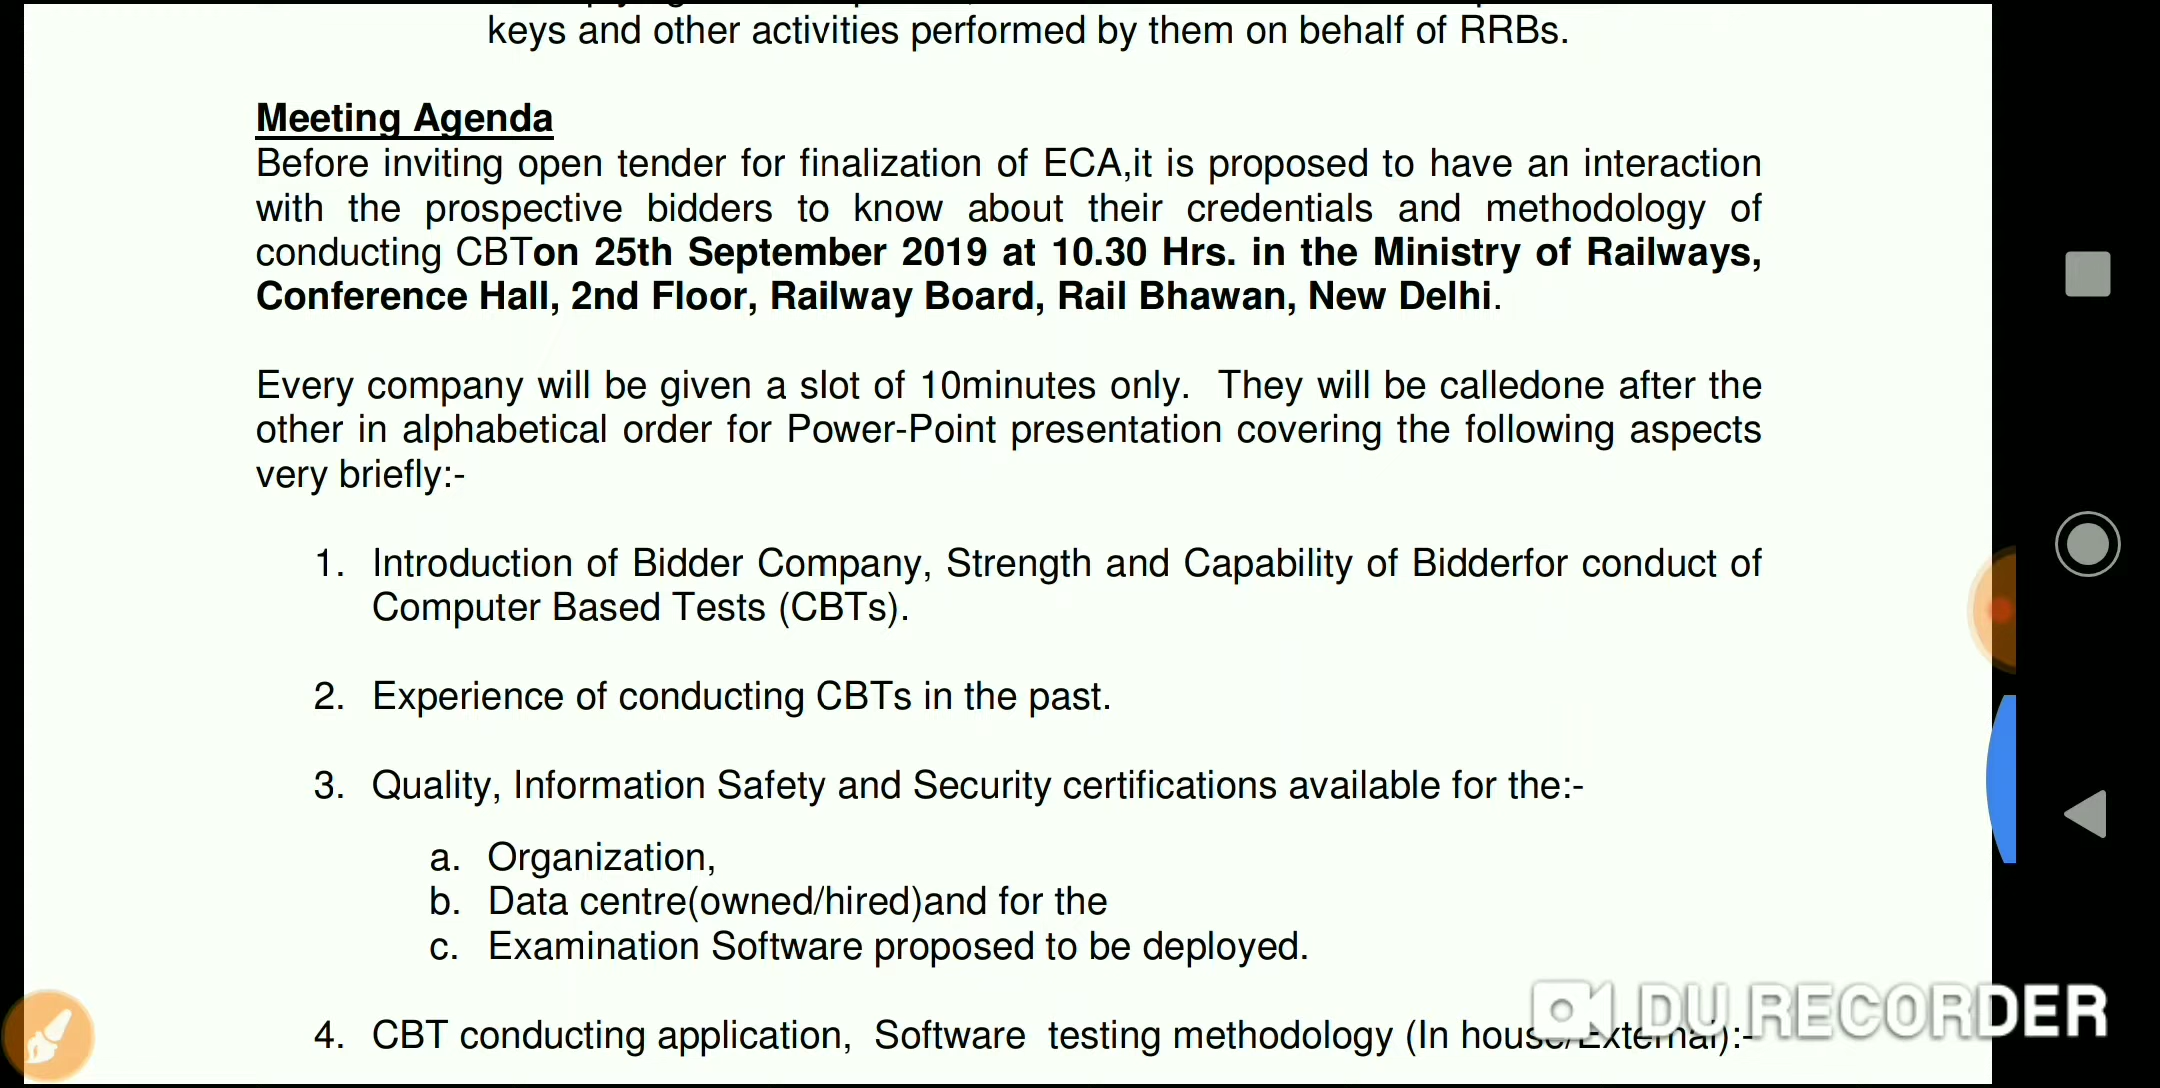 keys and other activities performed by them on behalf of RRBs.
Meeting Agenda
Before inviting open tender for finalization of ECA,it is proposed to have an interaction
with the prospective bidders to know about their credentials and methodology of
conducting CBTon 25th September 2019 at 10.30 Hrs. in the Ministry of Railways,
Conference Hall, 2nd Floor, Railway Board, Rail Bhawan, New Delhi.
Every company will be given a slot of 10minutes only. They will be calledone after the
other in alphabetical order for Power-Point presentation covering the following aspects
very briefly:-
1. Introduction of Bidder Company, Strength and Capability of Bidderfor conduct of
Computer Based Tests (CBTs).
2. Experience of conducting CBTs in the past.
3. Quality, Information Safety and Security certifications available for the:-
a. Organization,
b. Data centre(owned/hired)and for the
c. Examination Software proposed to be deployed.
4. CBT conducting application, Software testing methodology (In house/External):-
DU RECORDER